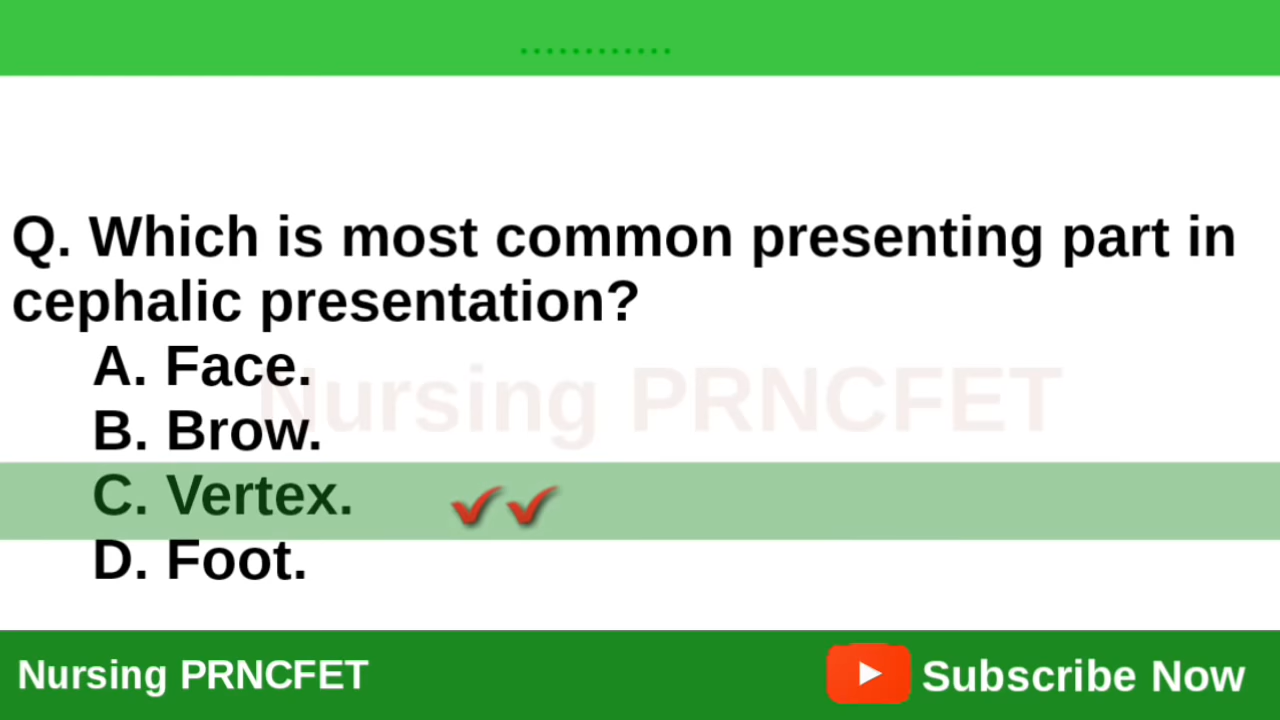 ............
Q. Which is most common presenting part in
cephalic presentation?
A. Face.
Nursing PRNCFET
B. Brow.
C. Vertex.
D. Foot.
Nursing PRNCFET
Subscribe Now